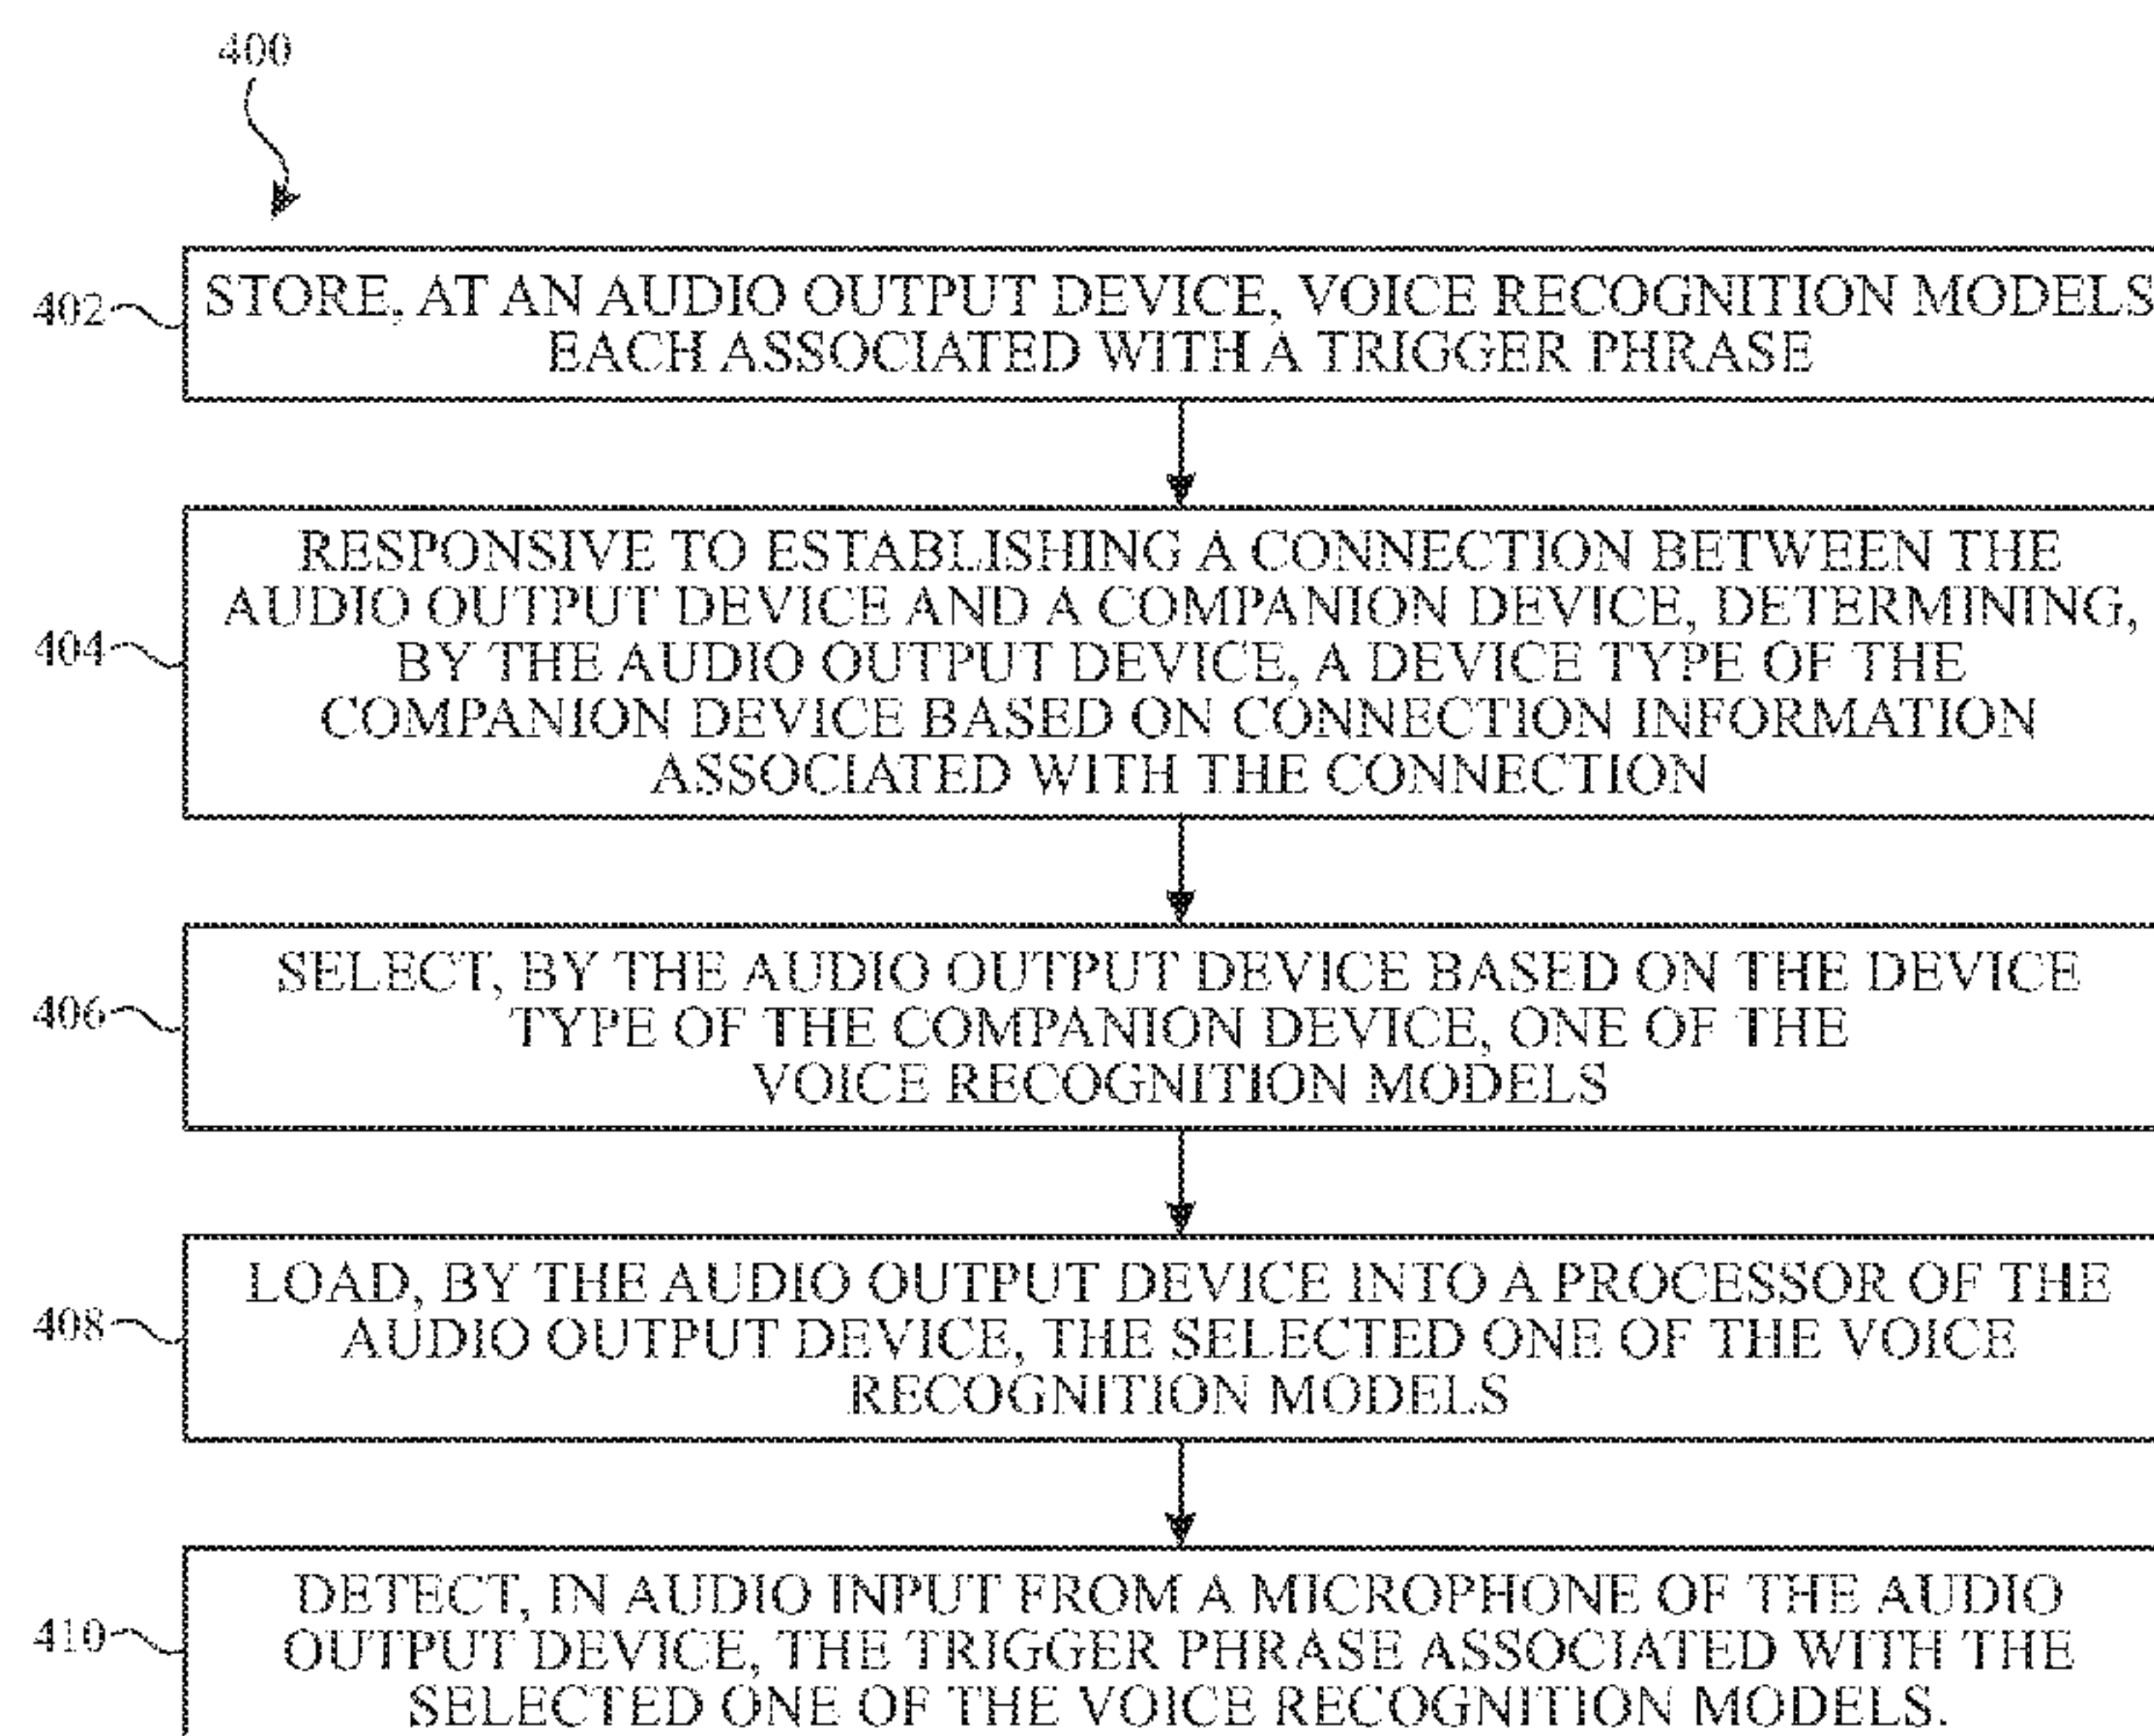 400
402
STORE, AT AN AUDIO OUTPUT DEVICE, VOICE RECOGNITION MODELS
EACH ASSOCIATED WITH A TRIGGER PHRASE
404
RESPONSIVE TO ESTABLISHING A CONNECTION BETWEEN THE
AUDIO OUTPUT DEVICE AND A COMPANION DEVICE, DETERMINING,
BY THE AUDIO OUTPUT DEVICE, A DEVICE TYPE OF THE
COMPANION DEVICE BASED ON CONNECTION INFORMATION
ASSOCIATED WITH THE CONNECTION
406
SELECT, BY THE AUDIO OUTPUT DEVICE BASED ON THE DEVICE
TYPE OF THE COMPANION DEVICE, ONE OF THE
VOICE RECOGNITION MODELS
408
LOAD, BY THE AUDIO OUTPUT DEVICE INTO A PROCESSOR OF THE
AUDIO OUTPUT DEVICE, THE SELECTED ONE OF THE VOICE
RECOGNITION MODELS
410
DETECT, IN AUDIO INPUT FROM A MICROPHONE OF THE AUDIO
OUTPUT DEVICE, THE TRIGGER PHRASE ASSOCIATED WITH THE
SELECTED ONE OF THE VOICE RECOGNITION MODELS.